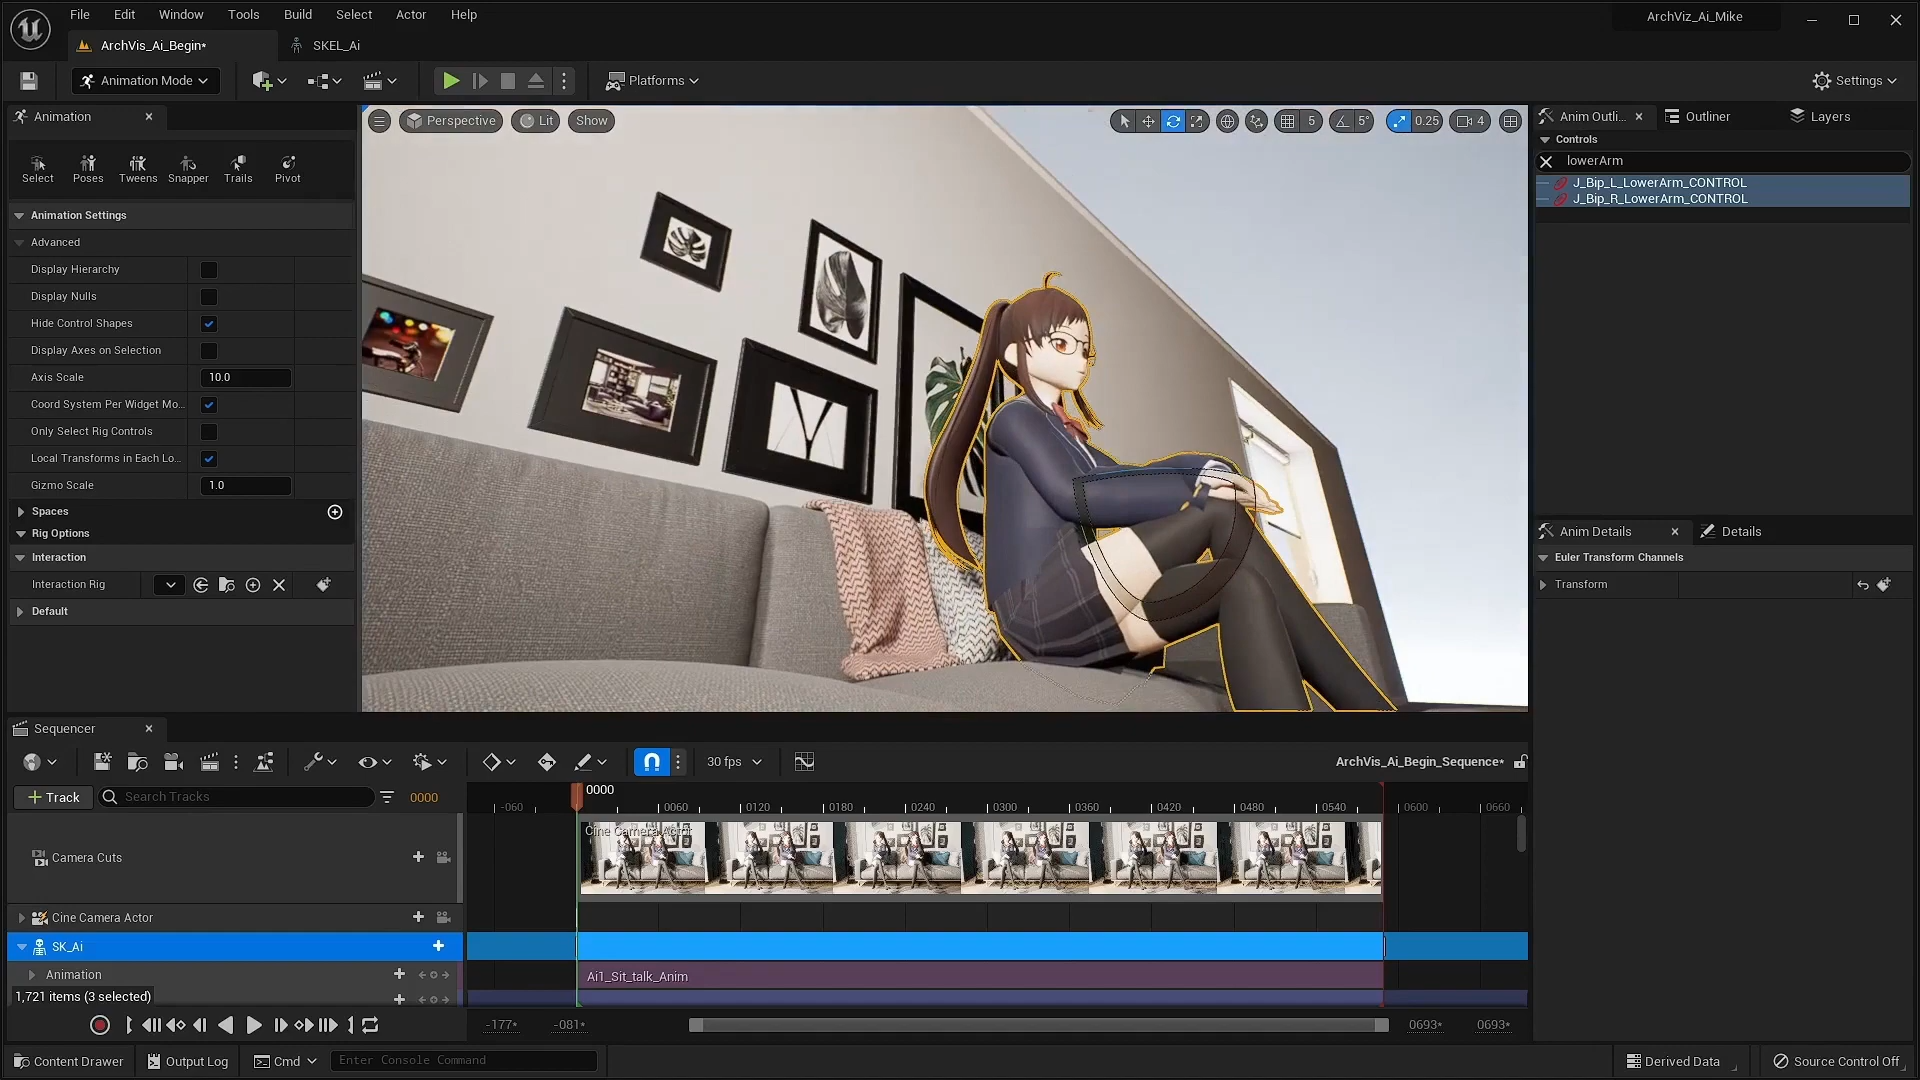 File Edit Window Tools Build Select Actor Help
ArchViz_Ai_Mike
ArchVis_Ai_Begin*
SKEL_Ai
Animation Mode
Platforms
Settings
Animation
Select Poses Tweens Snapper Trails Pivot
Animation Settings
Advanced
Display Hierarchy
Display Nulls
Hide Control Shapes
Display Axes on Selection
Axis Scale 10.0
Coord System Per Widget Mo...
Only Select Rig Controls
Local Transforms in Each Lo...
Gizmo Scale 1.0
Spaces
Rig Options
Interaction
Interaction Rig
Default
Perspective Lit Show
5 5° 0.25 4
Anim Outli... Outliner Layers
Controls
lowerArm
J_Bip_L_LowerArm_CONTROL
J_Bip_R_LowerArm_CONTROL
Anim Details Details
Euler Transform Channels
Transform
Sequencer
30 fps
ArchVis_Ai_Begin_Sequence*
Track
Search Tracks
0000
0000
-060 0060 0120 0180 0240 0300 0360 0420 0480 0540 0600 0660
Cine Camera Actor
Camera Cuts
Cine Camera Actor
SK_Ai
Animation
Ai1_Sit_talk_Anim
1,721 items (3 selected)
-177* -081* 0693* 0693*
Content Drawer Output Log Cmd Enter Console Command
Derived Data Source Control Off